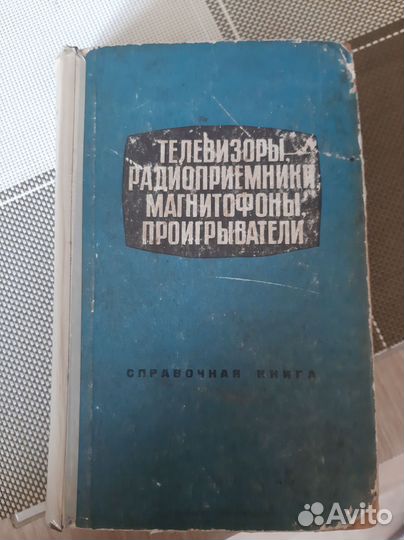 ТЕЛЕВИЗОРЫ,
РАДИОПРИЕМНИКИ,
МАГНИТОФОНЫ,
ПРОИГРЫВАТЕЛИ
СПРАВОЧНАЯ КНИГА
Avito